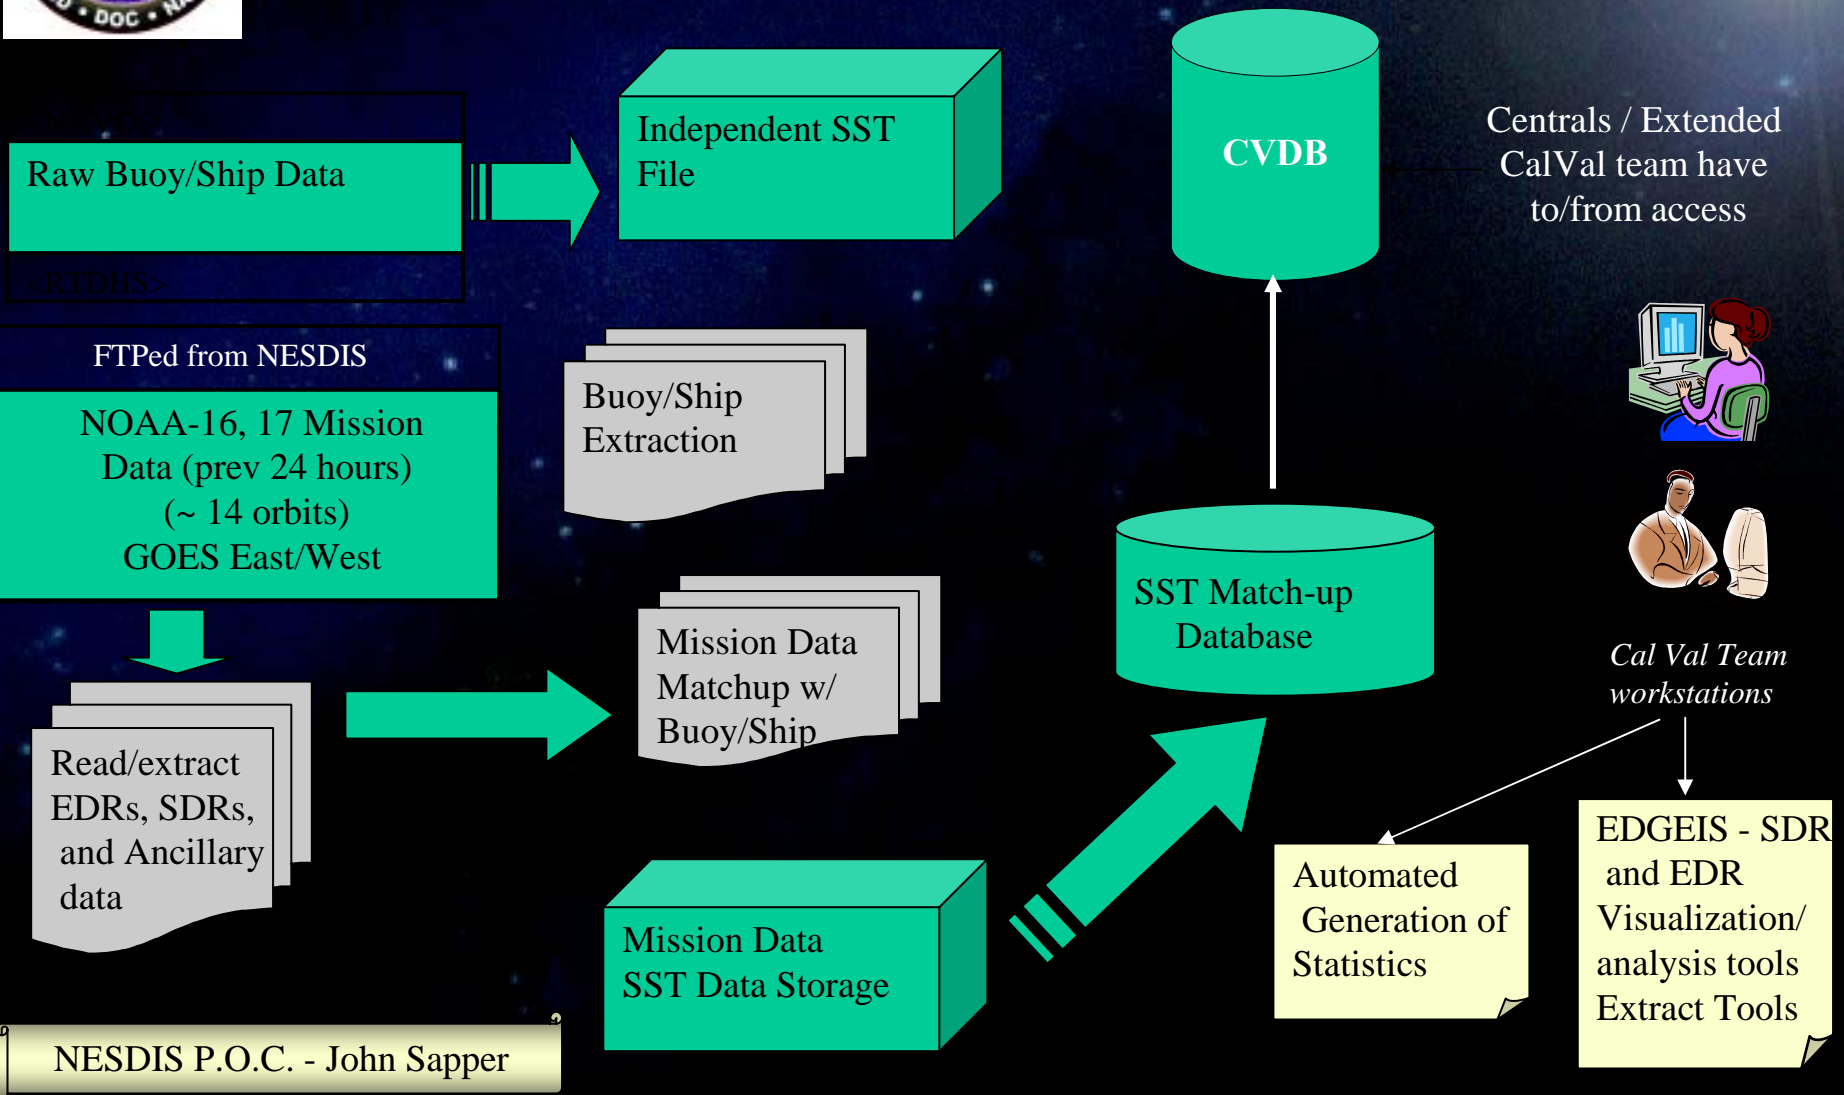 DOC
Raw Buoy/Ship Data
<RTDHS>
Independent SST
File
CVDB
Centrals / Extended
CalVal team have
to/from access
FTPed from NESDIS
NOAA-16, 17 Mission
Data (prev 24 hours)
(~ 14 orbits)
GOES East/West
Buoy/Ship
Extraction
SST Match-up
Database
Mission Data
Matchup w/
Buoy/Ship
Cal Val Team
workstations
Read/extract
EDRs, SDRs,
and Ancillary
data
Mission Data
SST Data Storage
Automated
Generation of
Statistics
EDGEIS - SDR
and EDR
Visualization/
analysis tools
Extract Tools
NESDIS P.O.C. - John Sapper